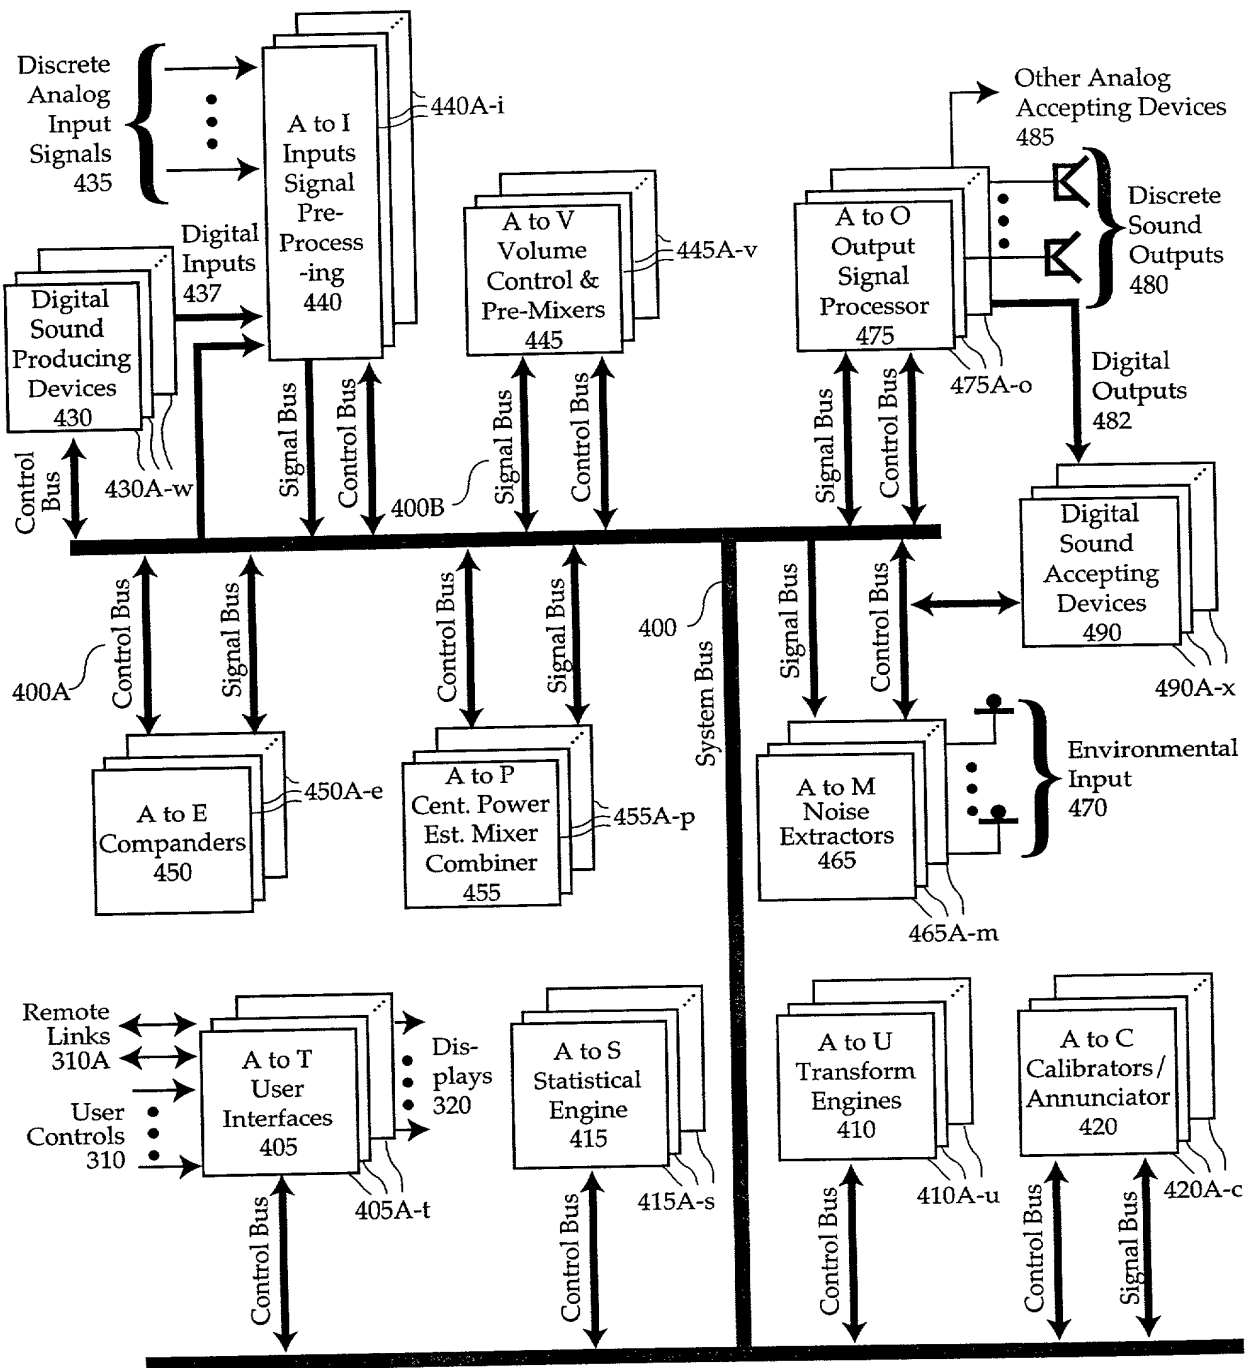 Discrete
Analog
Input
Signals
435
A to I
Inputs
Signal
Pre-
Process
-ing
440
440A-i
Digital
Inputs
437
Digital
Sound
Producing
Devices
430
430A-w
Control
Bus
Signal Bus
Control Bus
A to V
Volume
Control &
Pre-Mixers
445
445A-v
400B
Signal Bus
Control Bus
Other Analog
Accepting Devices
485
A to O
Output
Signal
Processor
475
475A-o
Discrete
Sound
Outputs
480
Digital
Outputs
482
Signal Bus
Control Bus
Digital
Sound
Accepting
Devices
490
490A-x
400A
Control Bus
Signal Bus
A to E
Companders
450
450A-e
Control Bus
Signal Bus
A to P
Cent. Power
Est. Mixer
Combiner
455
455A-p
400
System Bus
Signal Bus
Control Bus
A to M
Noise
Extractors
465
465A-m
Environmental
Input
470
Remote
Links
310A
User
Controls
310
A to T
User
Interfaces
405
405A-t
Dis-
plays
320
Control Bus
A to S
Statistical
Engine
415
415A-s
Control Bus
A to U
Transform
Engines
410
410A-u
Control Bus
A to C
Calibrators/
Annunciator
420
420A-c
Control Bus
Signal Bus